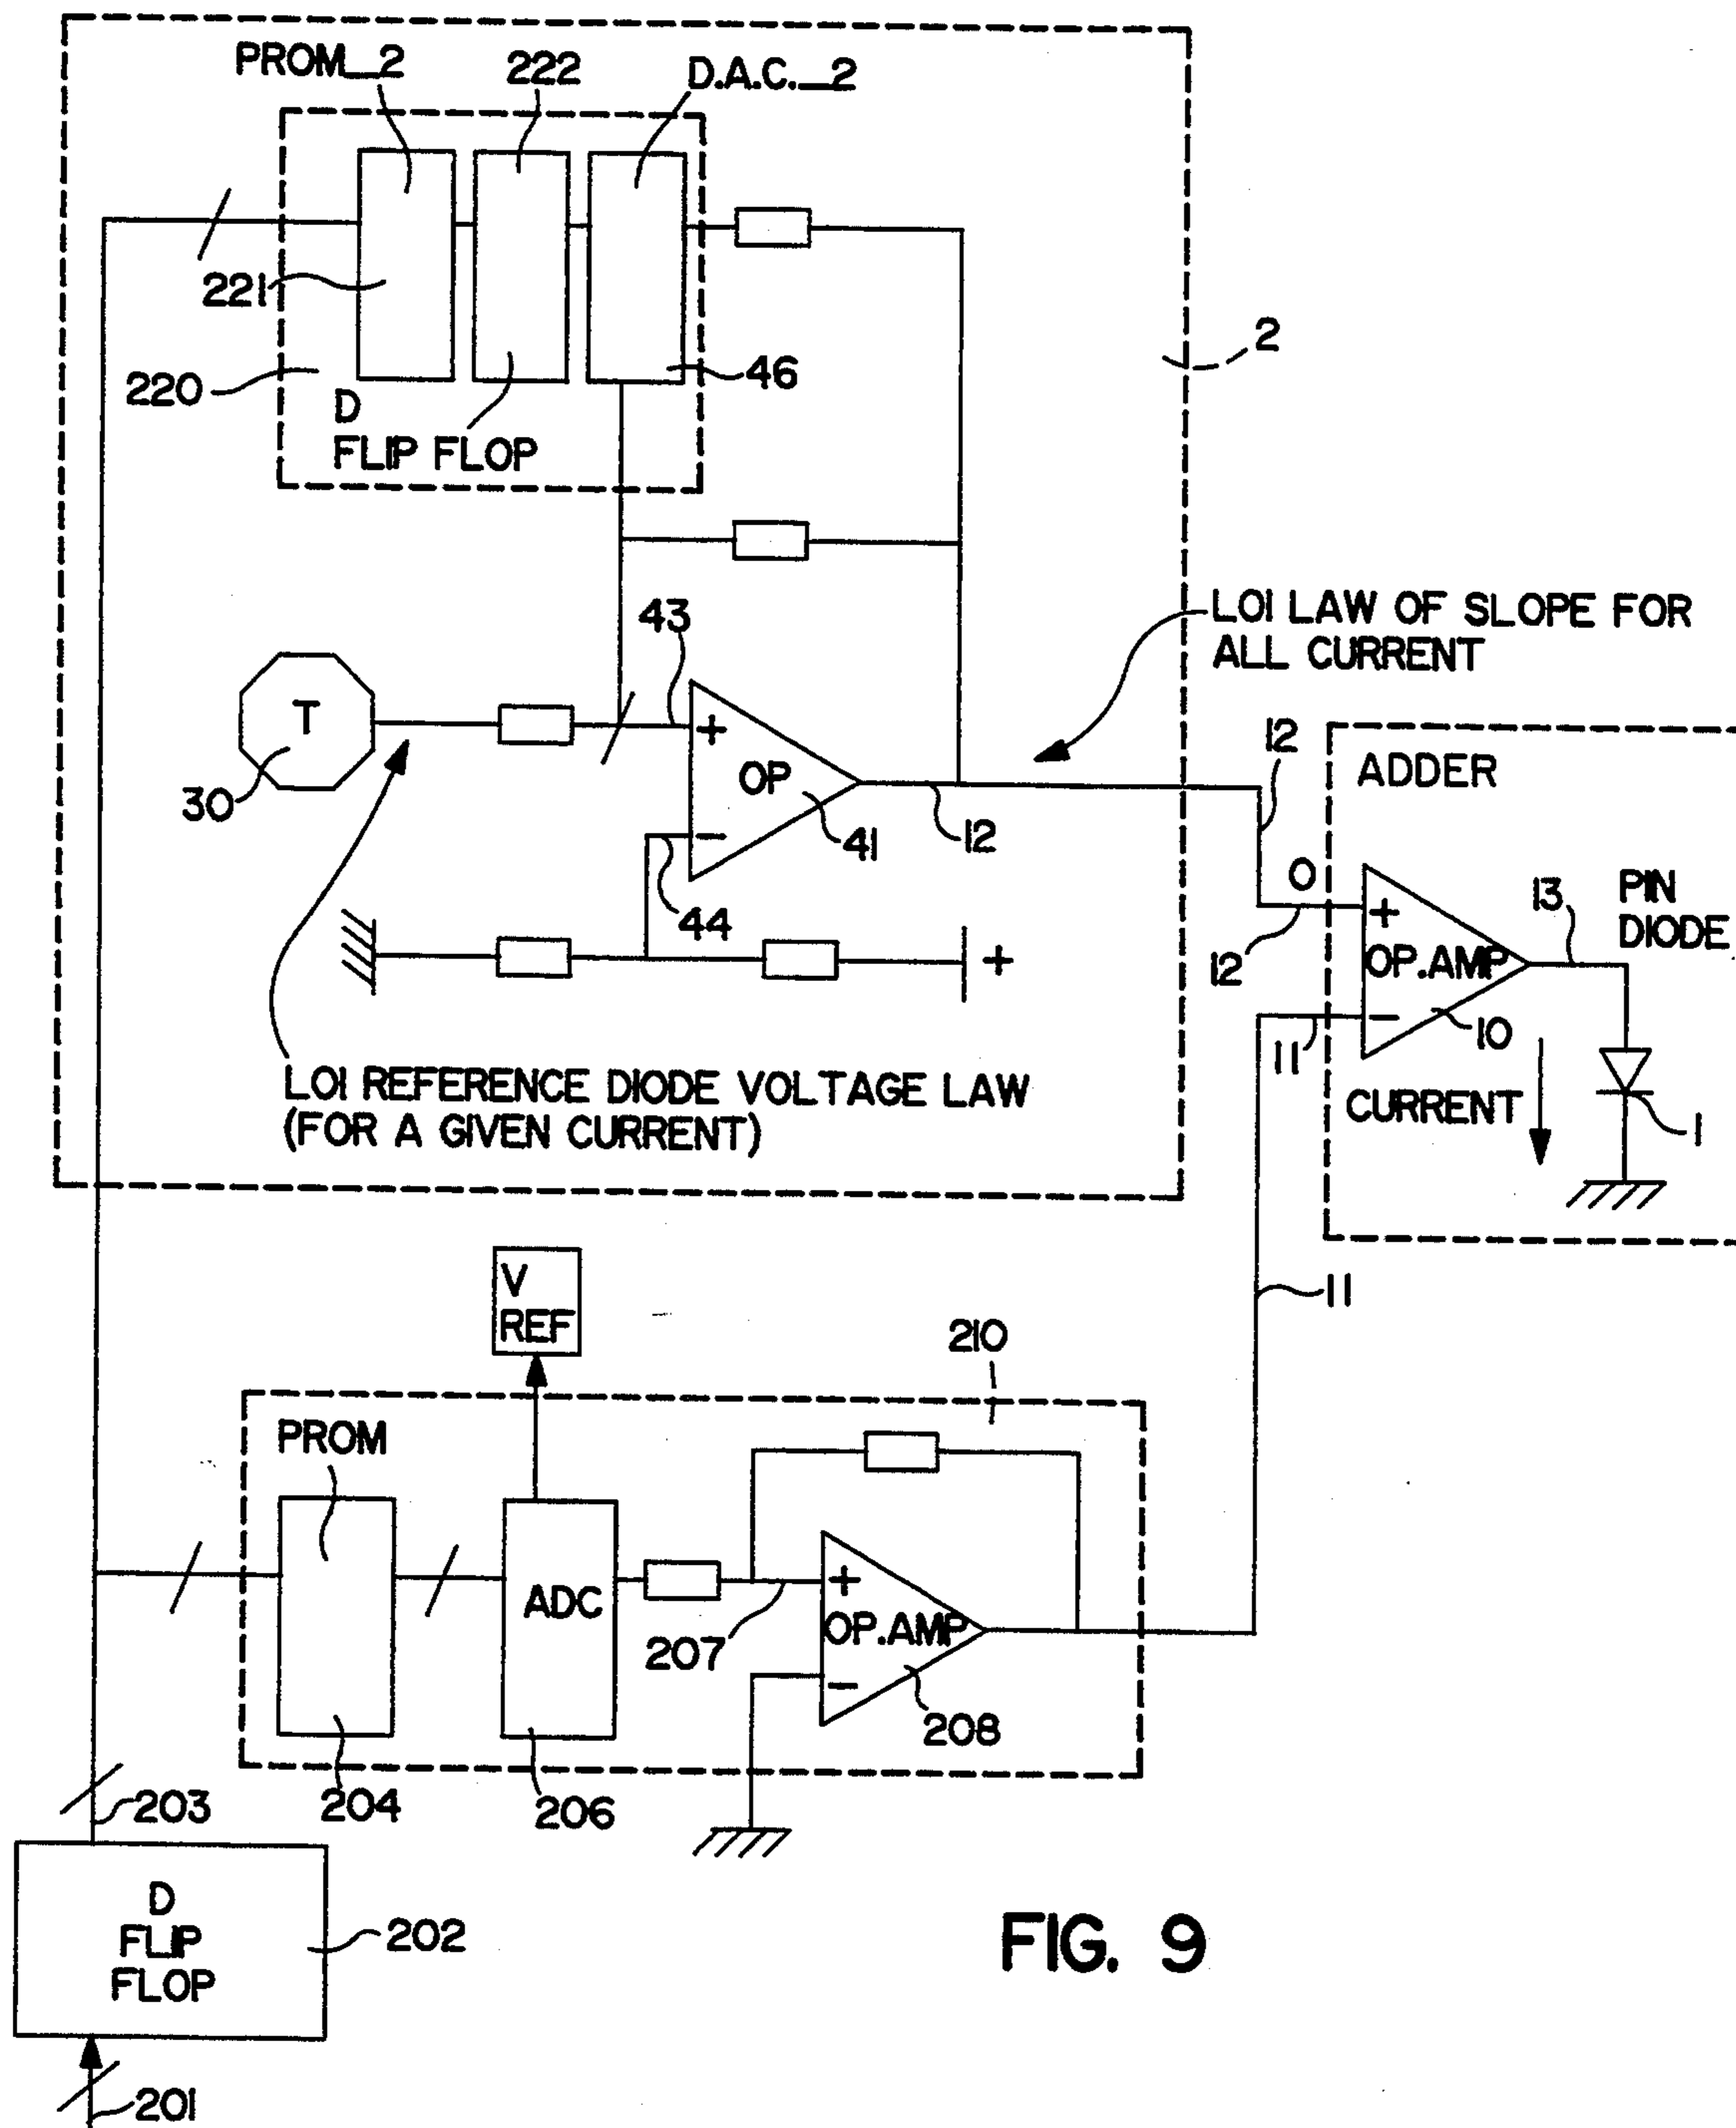 PROM_2
222
D.A.C._2
221
220
46
2
D
FLIP FLOP
43
LOI LAW OF SLOPE FOR
ALL CURRENT
T
30
+
OP
41
12
12
ADDER
−
44
O
13
PIN
DIODE
+
12
OP. AMP
+
10
11
−
LOI REFERENCE DIODE VOLTAGE LAW
(FOR A GIVEN CURRENT)
CURRENT
1
V
REF
11
210
PROM
ADC
+
OP. AMP
207
−
208
204
206
203
D
FLIP
FLOP
202
FIG. 9
201